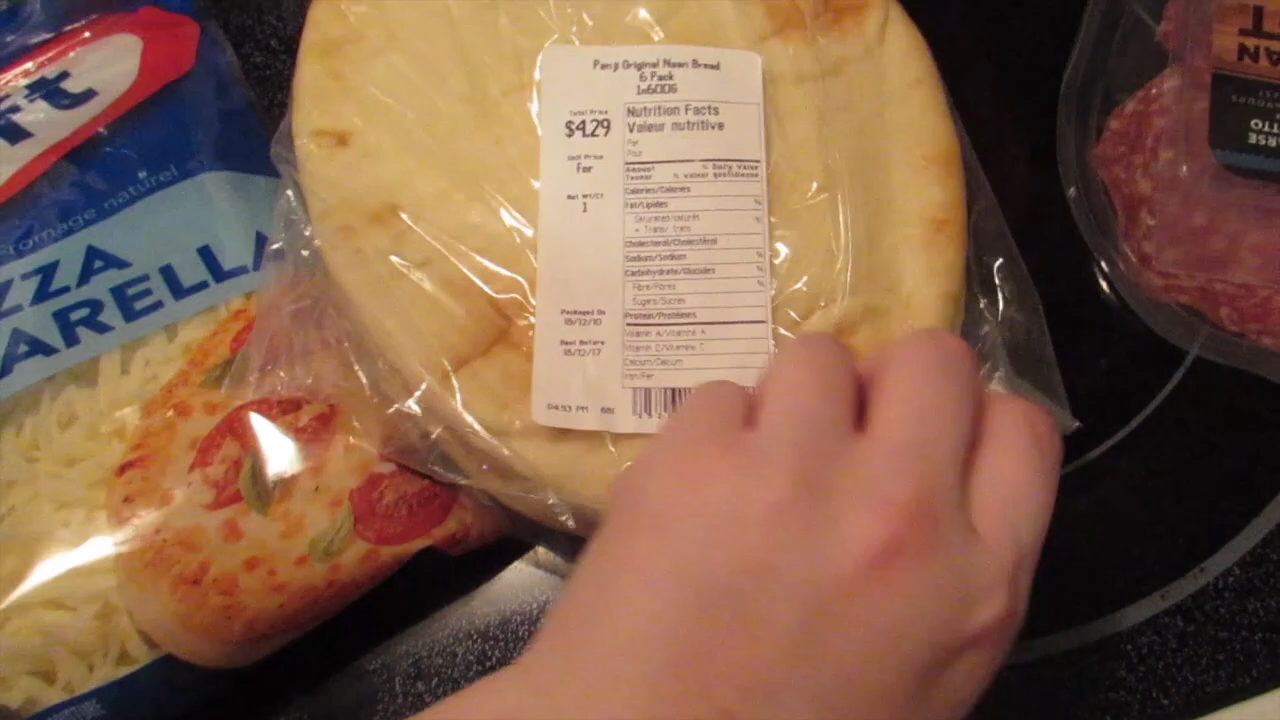 ft
Fromage naturel
ZZA
ARELLA
Panji Original Naan Bread
6 Pack
1x600G
Total Price
$4.29
Unit Price
For
Net Wt/Ct
1
Packaged On
18/12/10
Best Before
18/12/17
04:53 PM
Nutrition Facts
Valeur nutritive
Per
Pour
Amount % Daily Value
Teneur % valeur quotidienne
Calories/Calories
Fat/Lipides %
Saturated/saturés %
+ Trans/ trans
Cholesterol/Cholestérol
Sodium/Sodium %
Carbohydrate/Glucides %
Fibre/Fibres %
Sugars/Sucres
Protein/Protéines
Vitamin A/Vitamine A
Vitamin C/Vitamine C
Calcium/Calcium
Iron/Fer